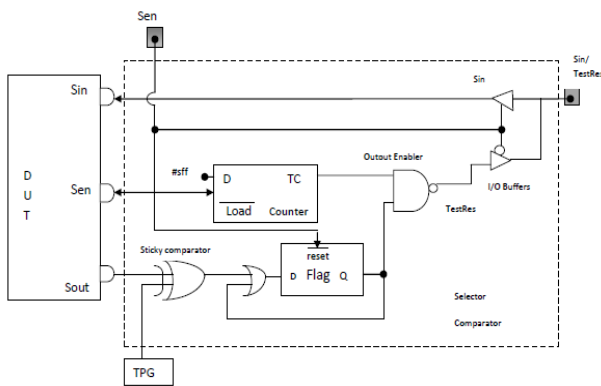 Sen
Sin/
TestRes
Sin
Sin
D
U
T
Sen
Sout
#sff
D TC
Load Counter
Outout Enabler
I/O Buffers
TestRes
Sticky comparator
reset
D Flag Q
Selector
Comparator
TPG